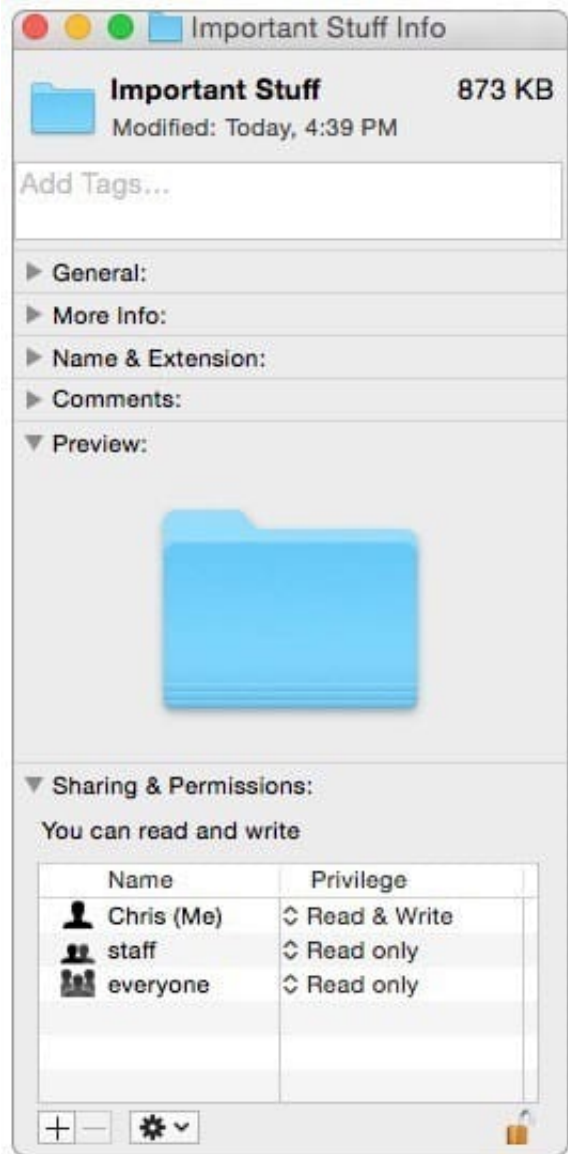 Important Stuff Info
Important Stuff 873 KB
Modified: Today, 4:39 PM
Add Tags...
General:
More Info:
Name & Extension:
Comments:
Preview:
Sharing & Permissions:
You can read and write
Name Privilege
Chris (Me) Read & Write
staff Read only
everyone Read only